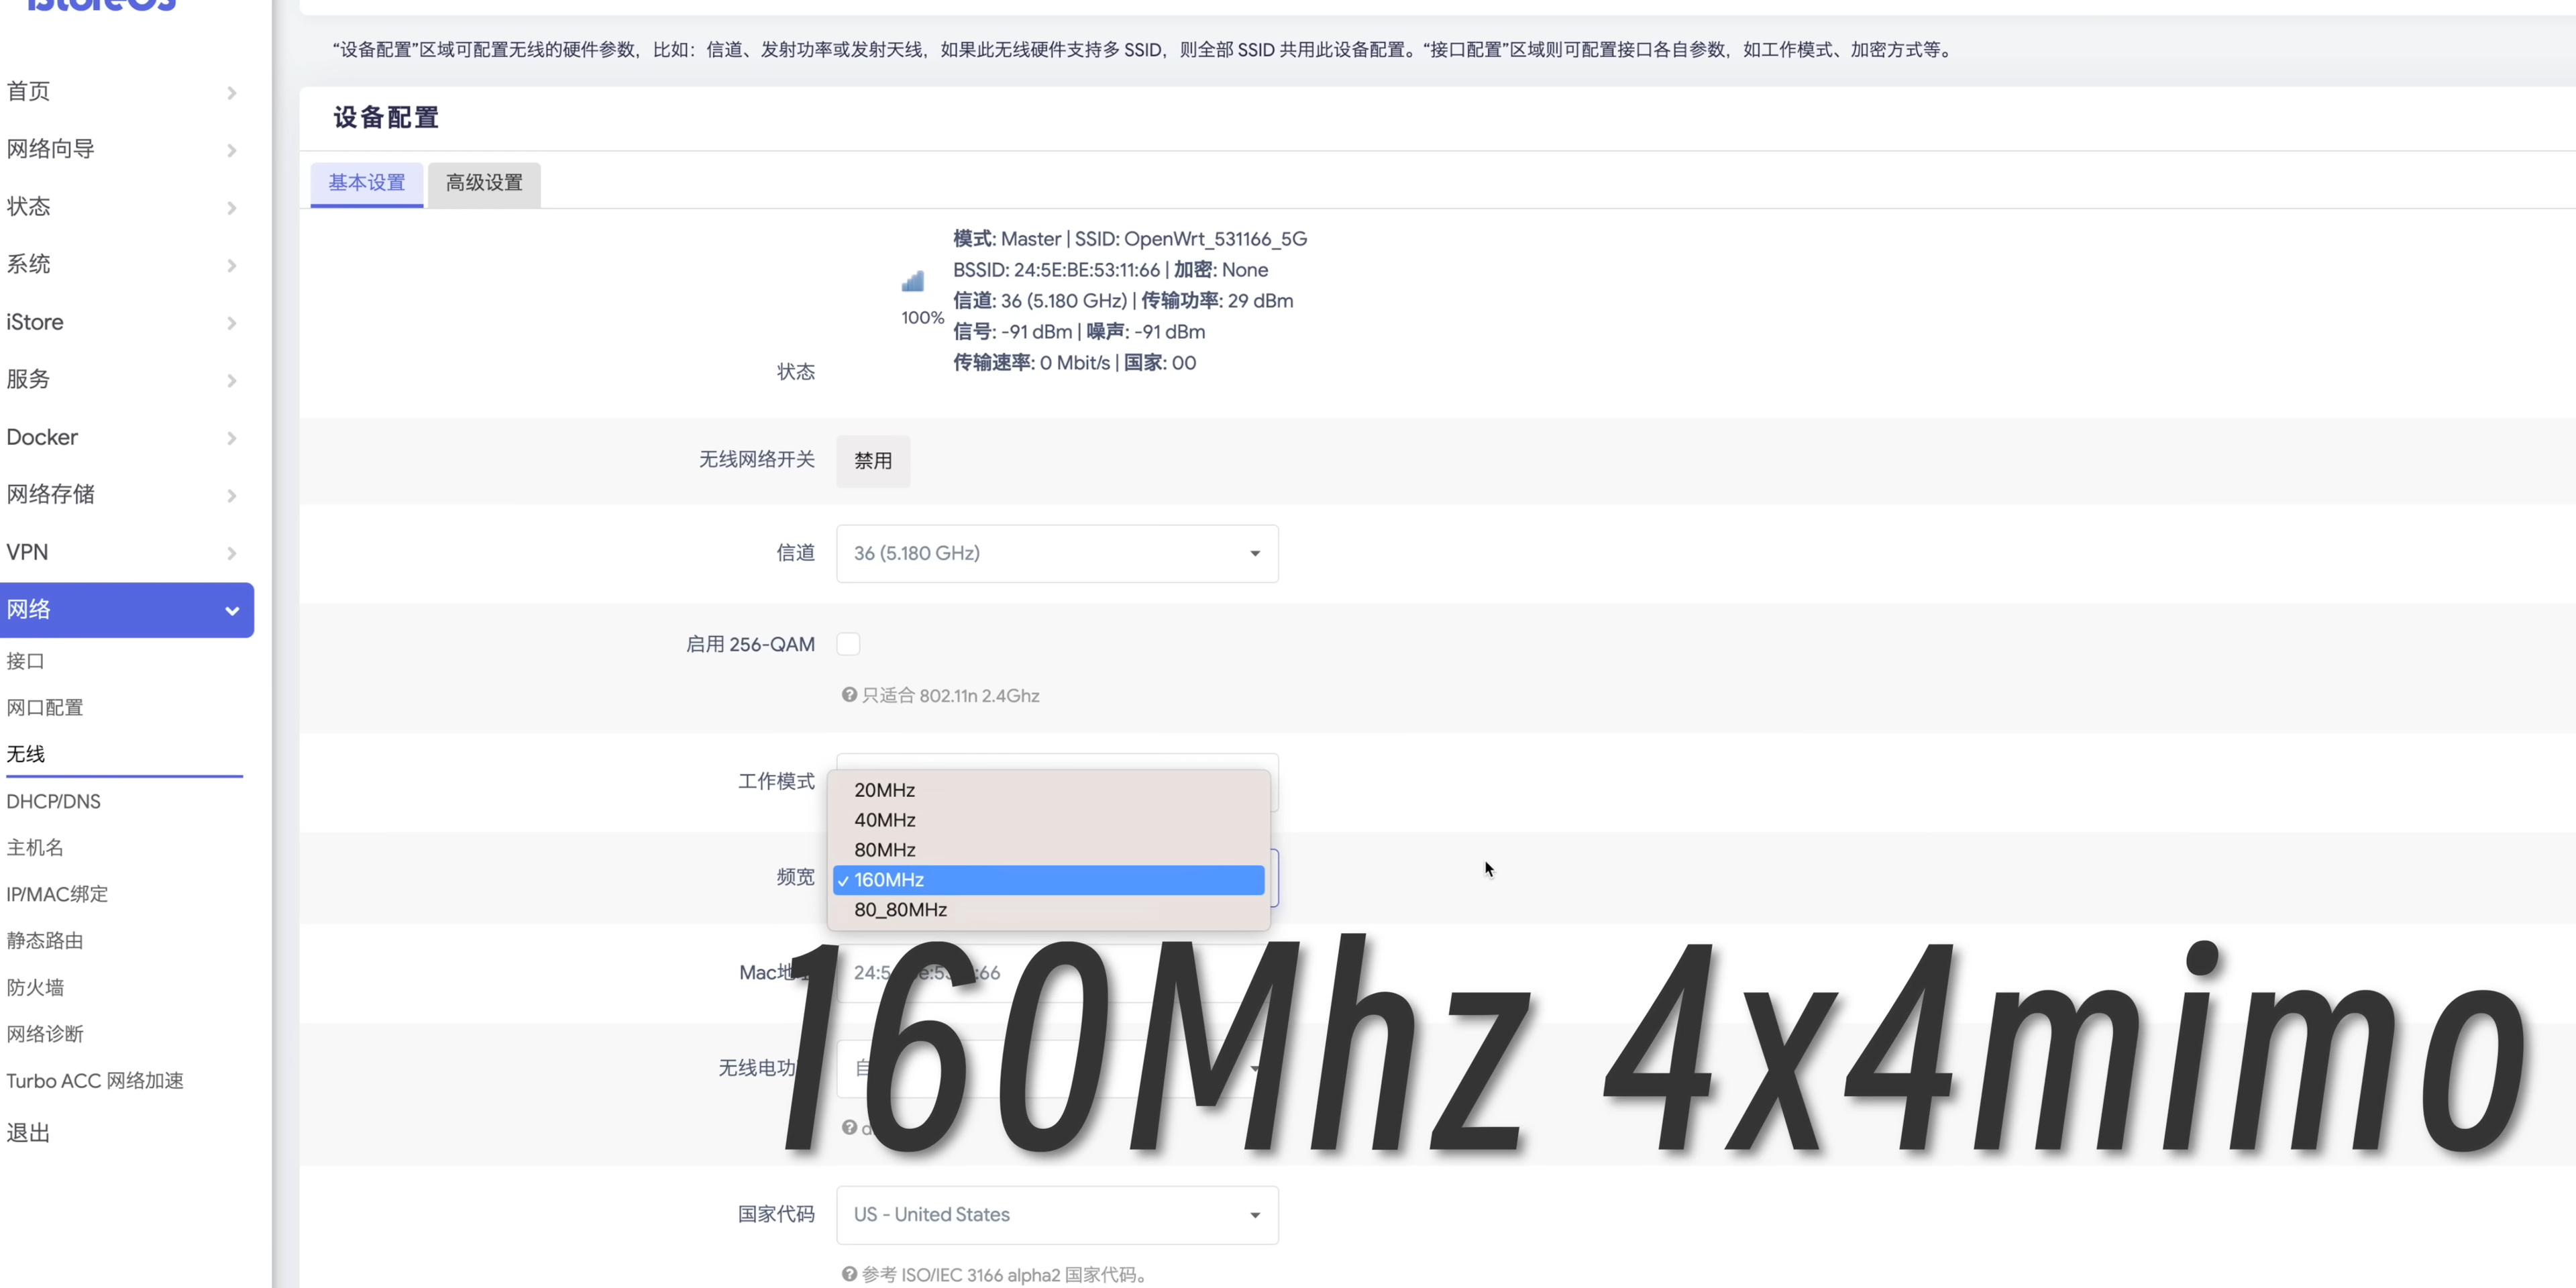 iStoreOS
首页
网络向导
状态
系统
iStore
服务
Docker
网络存储
VPN
网络
接口
网口配置
无线
DHCP/DNS
主机名
IP/MAC绑定
静态路由
防火墙
网络诊断
Turbo ACC 网络加速
退出
“设备配置”区域可配置无线的硬件参数，比如：信道、发射功率或发射天线，如果此无线硬件支持多 SSID，则全部 SSID 共用此设备配置。“接口配置”区域则可配置接口各自参数，如工作模式、加密方式等。
设备配置
基本设置 高级设置
状态
100%
模式: Master | SSID: OpenWrt_531166_5G
BSSID: 24:5E:BE:53:11:66 | 加密: None
信道: 36 (5.180 GHz) | 传输功率: 29 dBm
信号: -91 dBm | 噪声: -91 dBm
传输速率: 0 Mbit/s | 国家: 00
无线网络开关 禁用
信道 36 (5.180 GHz)
启用 256-QAM
只适合 802.11n 2.4Ghz
工作模式
频宽
20MHz
40MHz
80MHz
✓ 160MHz
80_80MHz
160Mhz 4x4mimo
国家代码 US - United States
参考 ISO/IEC 3166 alpha2 国家代码。